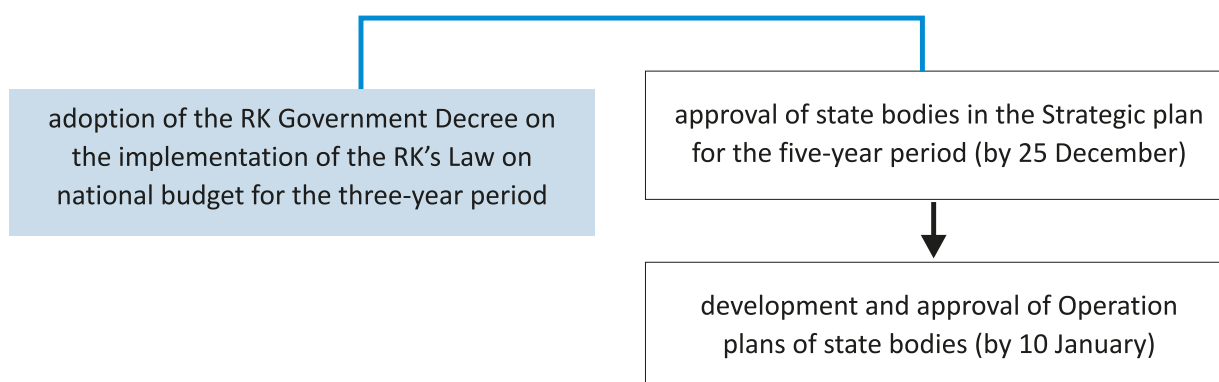 adoption of the RK Government Decree on
the implementation of the RK's Law on
national budget for the three-year period
approval of state bodies in the Strategic plan
for the five-year period (by 25 December)
development and approval of Operation
plans of state bodies (by 10 January)